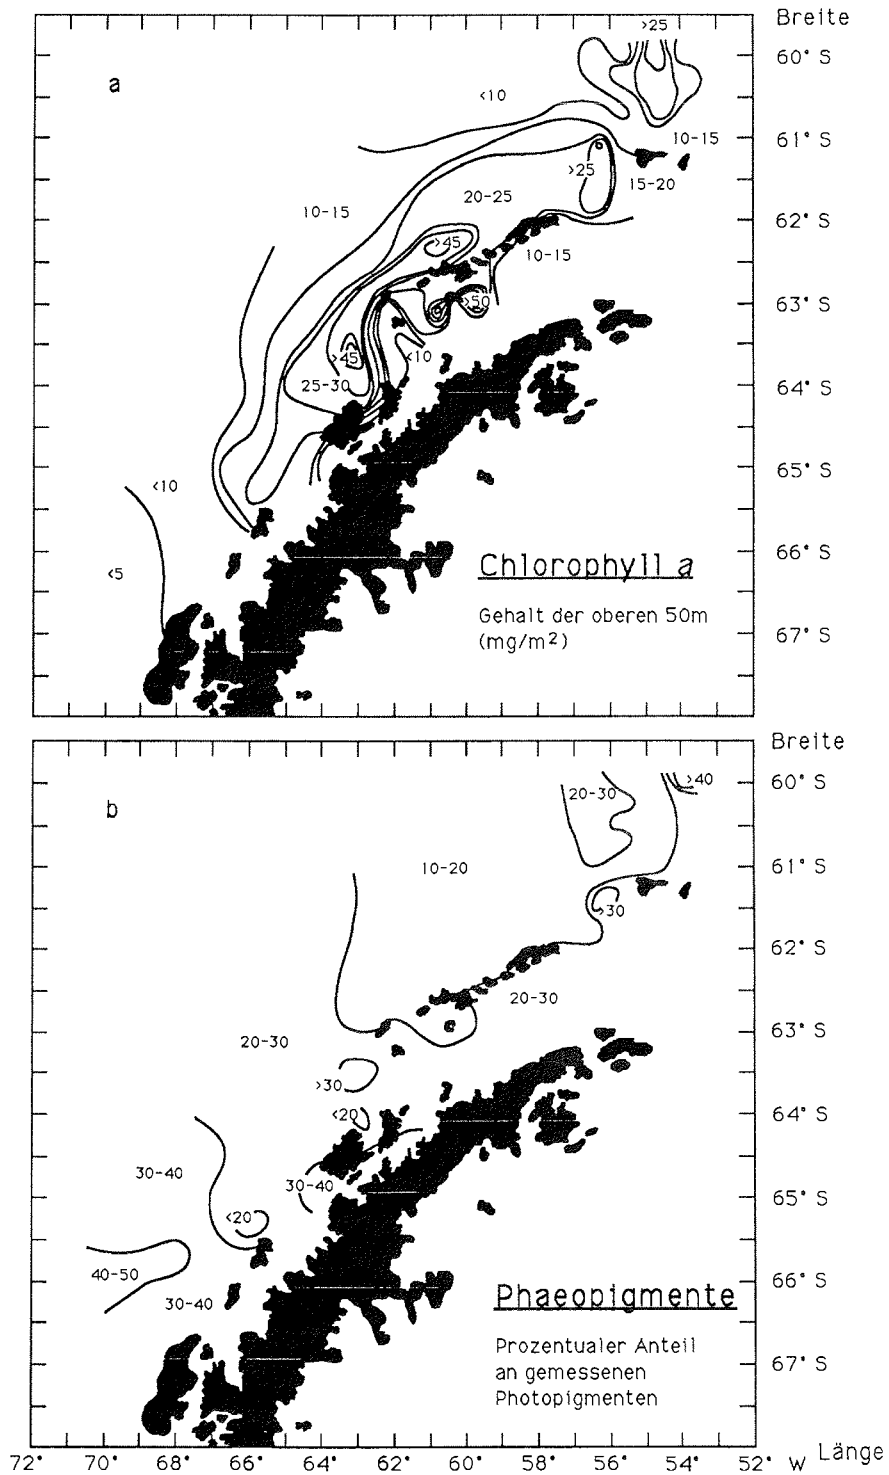 Breite
>25
60° S
a
<10
61° S
10-15
>25
15-20
20-25
10-15
62° S
>45
10-15
>50
63° S
>45
<10
25-30
64° S
65° S
<10
66° S
<5
Chlorophyll a
Gehalt der oberen 50m
(mg/m²)
67° S
Breite
>40
60° S
20-30
b
10-20
61° S
>30
62° S
20-30
63° S
20-30
>30
<20
64° S
30-40
30-40
65° S
<20
40-50
66° S
30-40
Phaeopigmente
Prozentualer Anteil
an gemessenen
Photopigmenten
67° S
72° 70° 68° 66° 64° 62° 60° 58° 56° 54° 52° W Länge